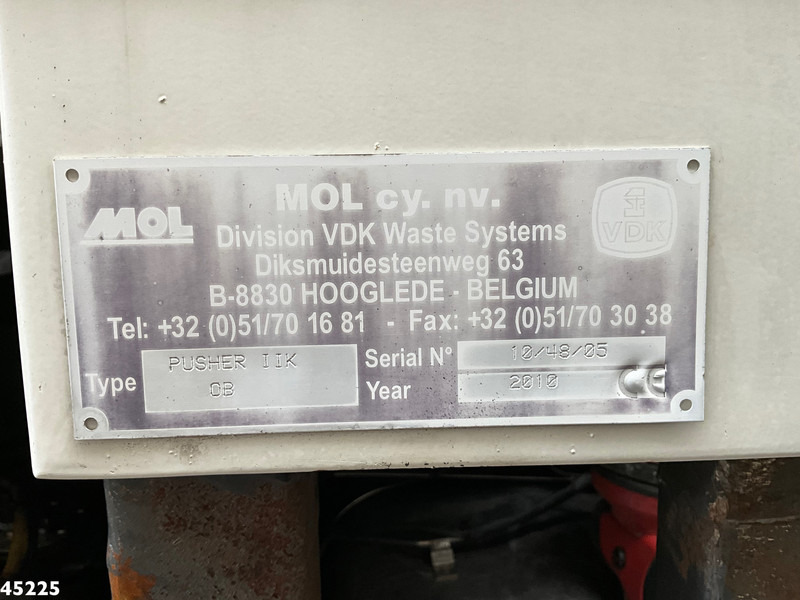 MOL cy. nv.
MOL
1
VDK
Division VDK Waste Systems
Diksmuidesteenweg 63
B-8830 HOOGLEDE - BELGIUM
Tel: +32 (0)51/70 16 81 - Fax: +32 (0)51/70 30 38
Type PUSHER IIK
OB
Serial N° 10/48/05
Year 2010 CE
45225